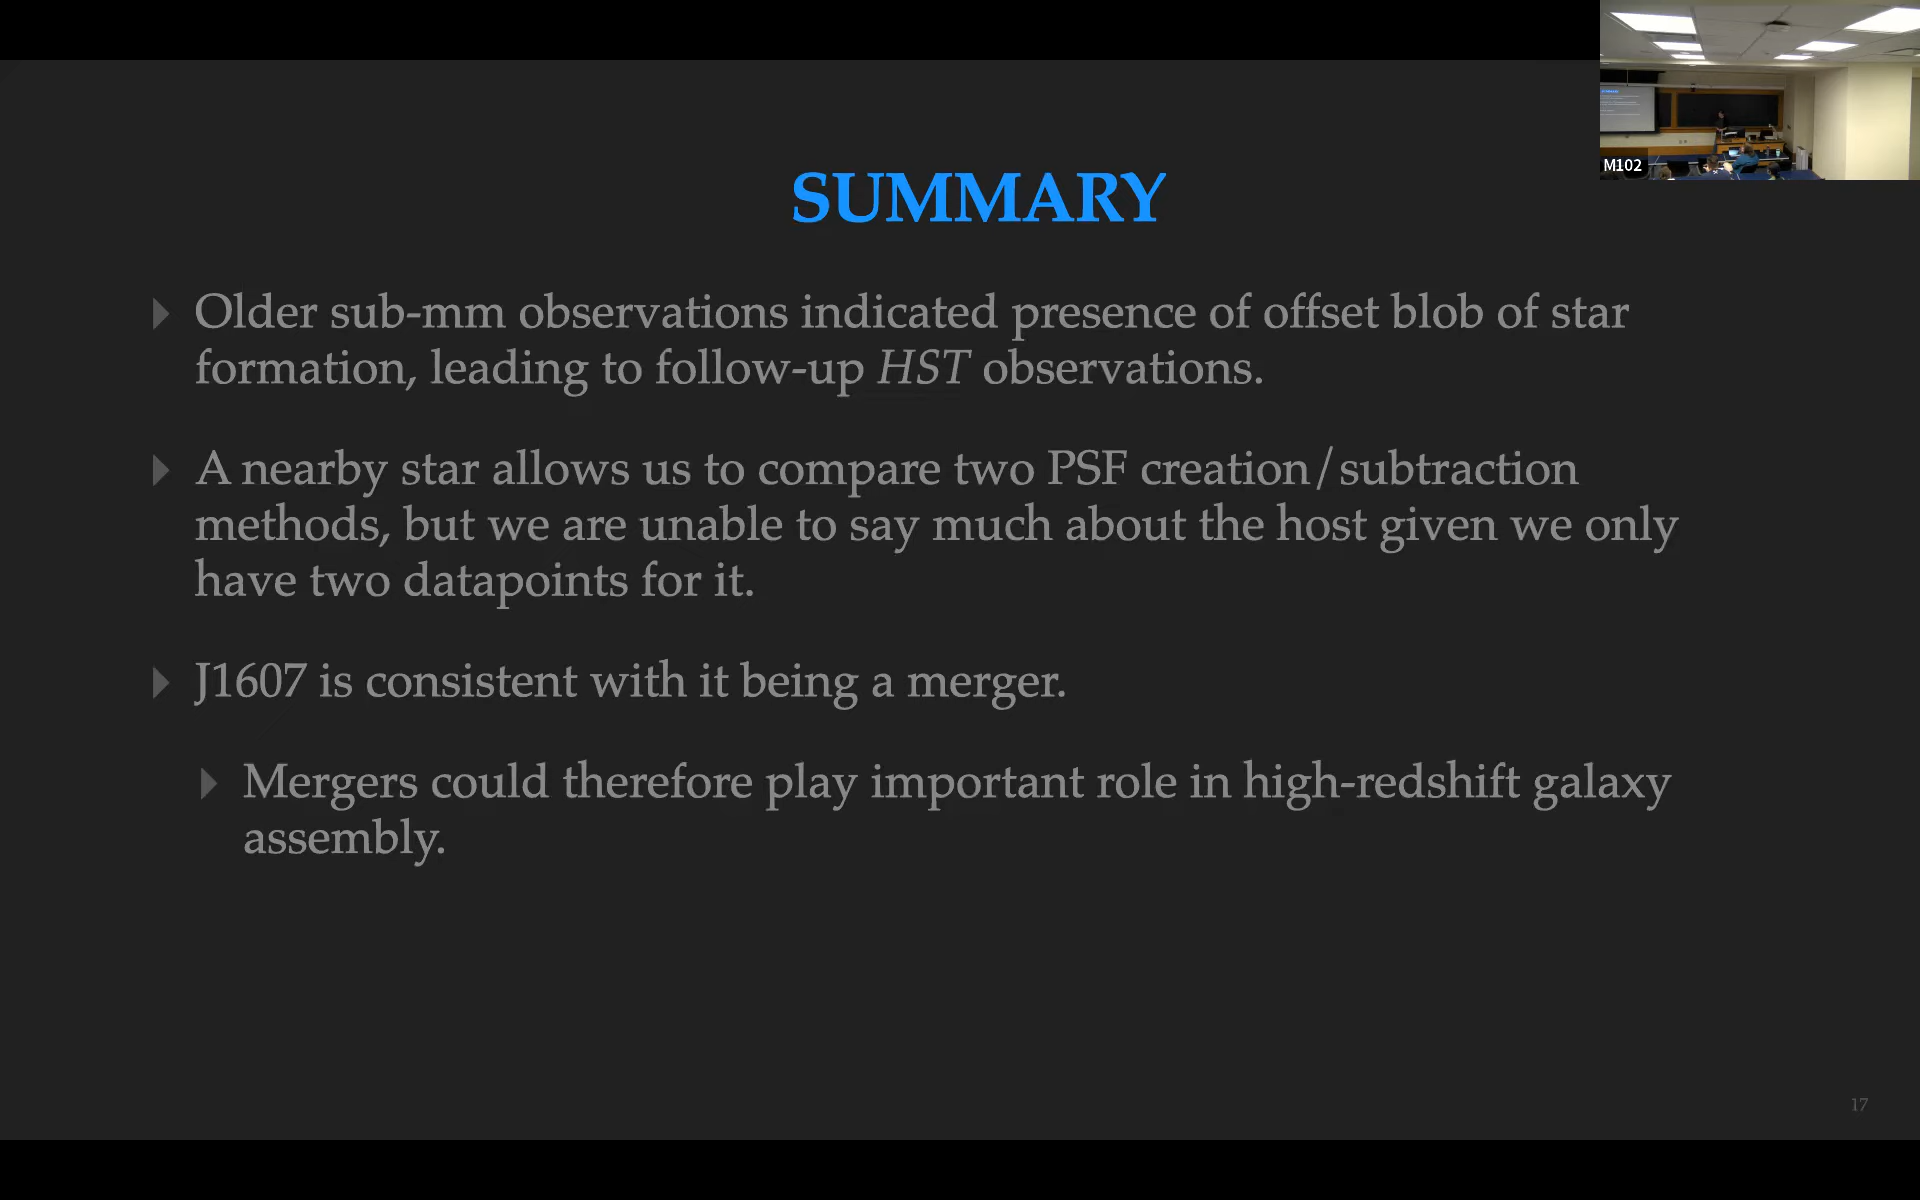 M102
SUMMARY
Older sub-mm observations indicated presence of offset blob of star
formation, leading to follow-up HST observations.
A nearby star allows us to compare two PSF creation/subtraction
methods, but we are unable to say much about the host given we only
have two datapoints for it.
J1607 is consistent with it being a merger.
Mergers could therefore play important role in high-redshift galaxy
assembly.
17